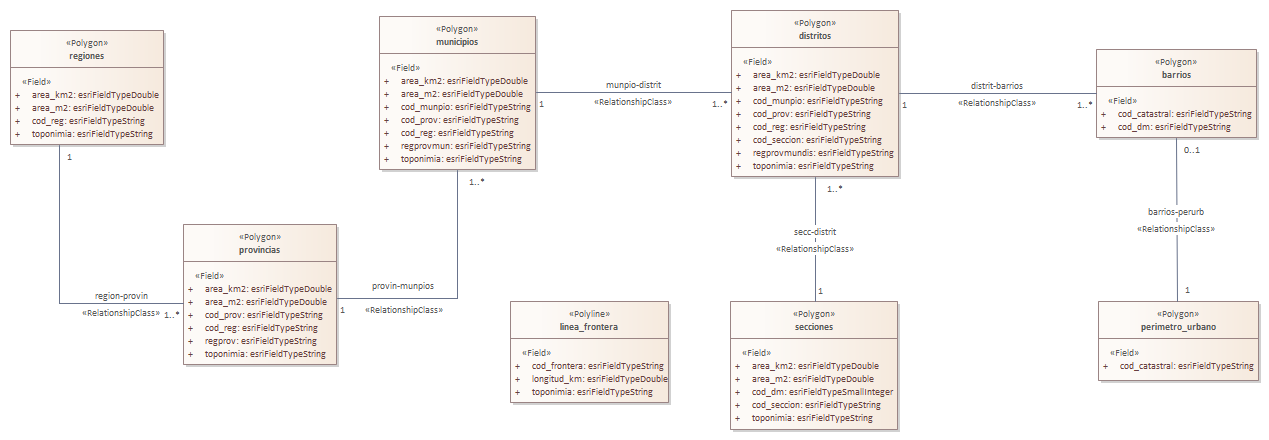 «Polygon»
regiones
«Field»
+ area_km2: esriFieldTypeDouble
+ area_m2: esriFieldTypeDouble
+ cod_reg: esriFieldTypeString
+ toponimia: esriFieldTypeString
1
region-provin
«RelationshipClass»
1..*
«Polygon»
provincias
«Field»
+ area_km2: esriFieldTypeDouble
+ area_m2: esriFieldTypeDouble
+ cod_prov: esriFieldTypeString
+ cod_reg: esriFieldTypeString
+ regprov: esriFieldTypeString
+ toponimia: esriFieldTypeString
1
provin-munpios
«RelationshipClass»
1..*
«Polygon»
municipios
«Field»
+ area_km2: esriFieldTypeDouble
+ area_m2: esriFieldTypeDouble
+ cod_munpio: esriFieldTypeString
+ cod_prov: esriFieldTypeString
+ cod_reg: esriFieldTypeString
+ regprovmun: esriFieldTypeString
+ toponimia: esriFieldTypeString
1
munpio-distrit
«RelationshipClass»
1..*
«Polygon»
distritos
«Field»
+ area_km2: esriFieldTypeDouble
+ area_m2: esriFieldTypeDouble
+ cod_munpio: esriFieldTypeString
+ cod_prov: esriFieldTypeString
+ cod_reg: esriFieldTypeString
+ cod_seccion: esriFieldTypeString
+ regprovmundis: esriFieldTypeString
+ toponimia: esriFieldTypeString
1
distrit-barrios
«RelationshipClass»
1..*
«Polygon»
barrios
«Field»
+ cod_catastral: esriFieldTypeString
+ cod_dm: esriFieldTypeString
0..1
barrios-perurb
«RelationshipClass»
1
«Polygon»
perimetro_urbano
«Field»
+ cod_catastral: esriFieldTypeString
1..*
secc-distrit
«RelationshipClass»
1
«Polygon»
secciones
«Field»
+ area_km2: esriFieldTypeDouble
+ area_m2: esriFieldTypeDouble
+ cod_dm: esriFieldTypeSmallInteger
+ cod_seccion: esriFieldTypeString
+ toponimia: esriFieldTypeString
«Polyline»
linea_frontera
«Field»
+ cod_frontera: esriFieldTypeString
+ longitud_km: esriFieldTypeDouble
+ toponimia: esriFieldTypeString